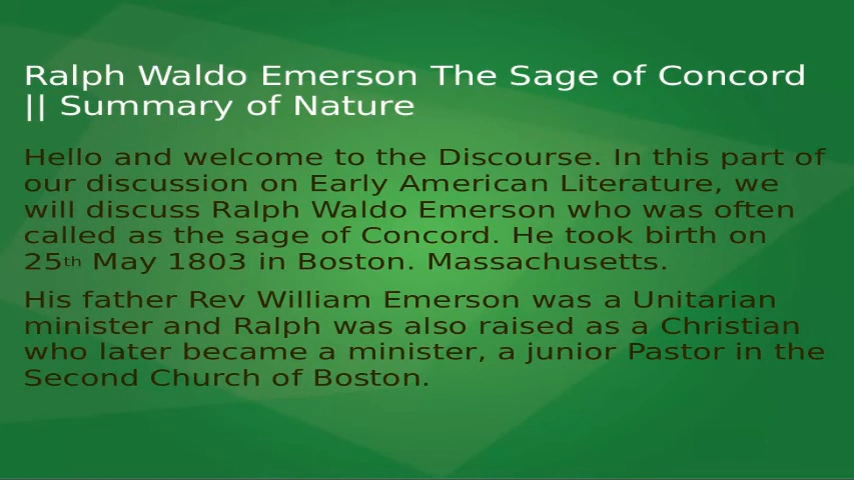 Ralph Waldo Emerson The Sage of Concord
|| Summary of Nature
Hello and welcome to the Discourse. In this part of
our discussion on Early American Literature, we
will discuss Ralph Waldo Emerson who was often
called as the sage of Concord. He took birth on
25th May 1803 in Boston. Massachusetts.
His father Rev William Emerson was a Unitarian
minister and Ralph was also raised as a Christian
who later became a minister, a junior Pastor in the
Second Church of Boston.